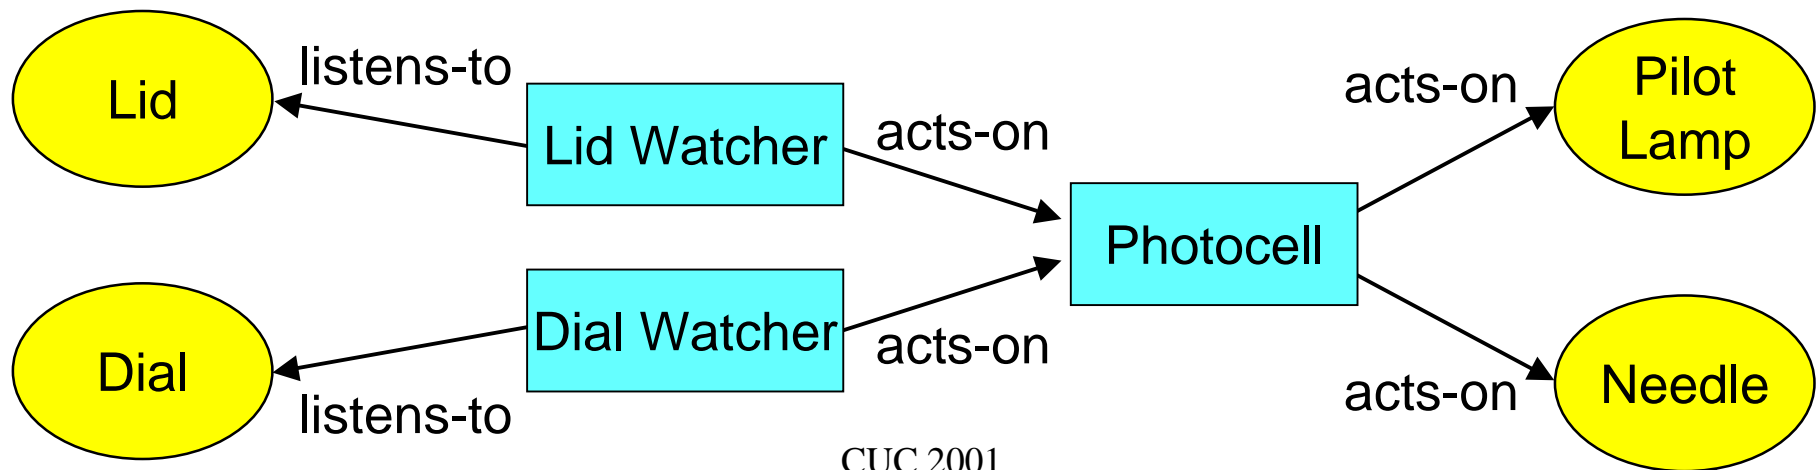 Lid
listens-to
Lid Watcher
acts-on
Pilot
Lamp
acts-on
Photocell
Dial
listens-to
Dial Watcher
acts-on
Needle
acts-on
CUC 2001